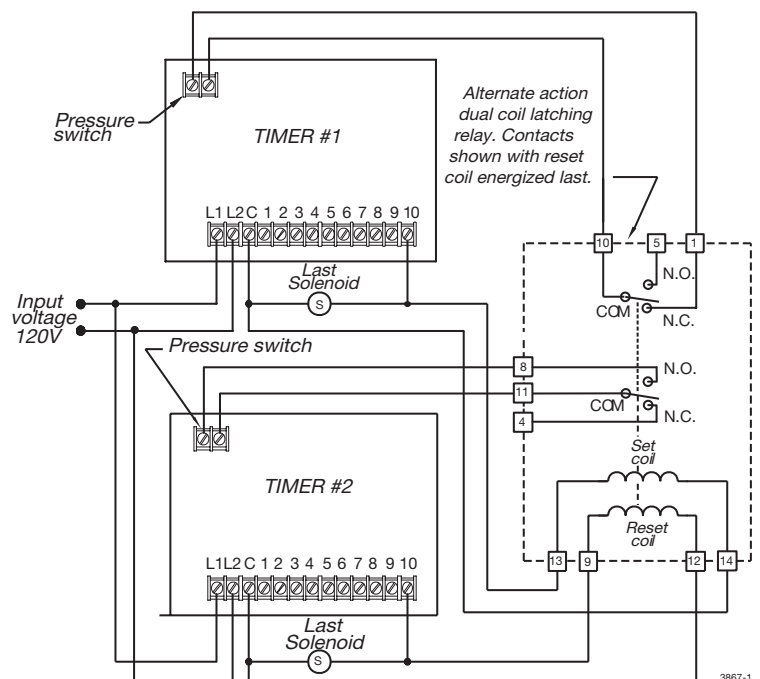 Pressure
switch
TIMER #1
Alternate action
dual coil latching
relay. Contacts
shown with reset
coil energized last.
L1 L2 C 1 2 3 4 5 6 7 8 9 10
Last
Solenoid
S
10 5 1
N.O.
COM
N.C.
Input
voltage
120V
Pressure switch
8
N.O.
11
COM
4
N.C.
TIMER #2
Set
coil
Reset
coil
13 9 12 14
L1 L2 C 1 2 3 4 5 6 7 8 9 10
Last
Solenoid
S
3867-1